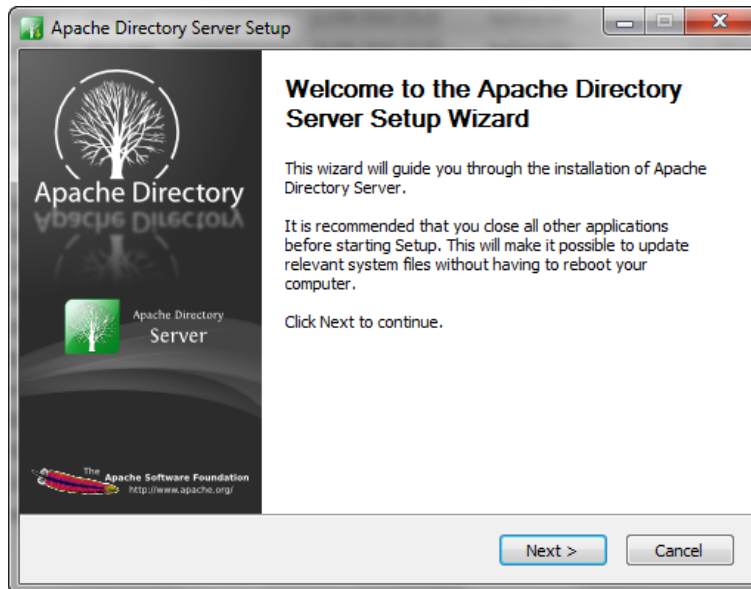 Apache Directory Server Setup
Apache Directory
Apache Directory
Server
The
Apache Software Foundation
http://www.apache.org/
Welcome to the Apache Directory
Server Setup Wizard
This wizard will guide you through the installation of Apache
Directory Server.
It is recommended that you close all other applications
before starting Setup. This will make it possible to update
relevant system files without having to reboot your
computer.
Click Next to continue.
Next >
Cancel